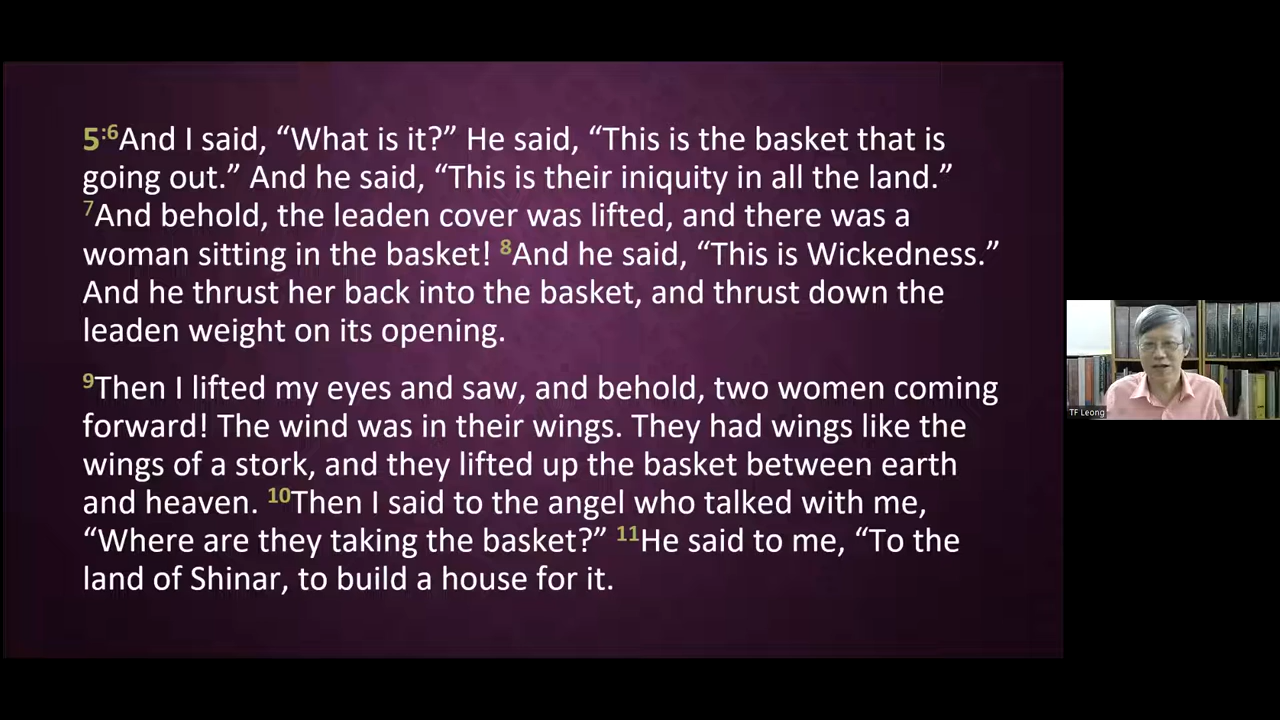 5:6And I said, “What is it?” He said, “This is the basket that is
going out.” And he said, “This is their iniquity in all the land.”
7And behold, the leaden cover was lifted, and there was a
woman sitting in the basket! 8And he said, “This is Wickedness.”
And he thrust her back into the basket, and thrust down the
leaden weight on its opening.
9Then I lifted my eyes and saw, and behold, two women coming
forward! The wind was in their wings. They had wings like the
wings of a stork, and they lifted up the basket between earth
and heaven. 10Then I said to the angel who talked with me,
“Where are they taking the basket?” 11He said to me, “To the
land of Shinar, to build a house for it.
TF Leong